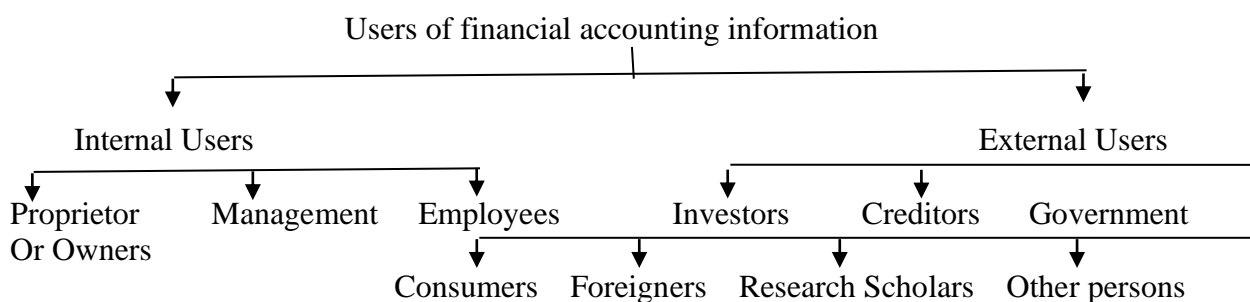 Users of financial accounting information
Internal Users External Users
Proprietor Management Employees Investors Creditors Government
Or Owners
Consumers Foreigners Research Scholars Other persons